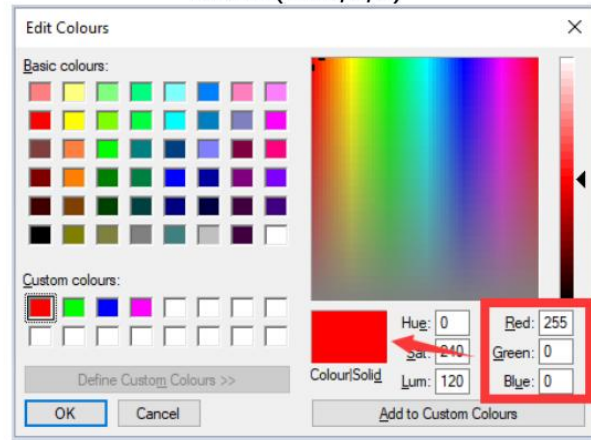 Edit Colours
Basic colours:
Custom colours:
Define Custom Colours >>
OK
Cancel
Hue: 0
Sat: 240
Lum: 120
Red: 255
Green: 0
Blue: 0
Colour|Solid
Add to Custom Colours